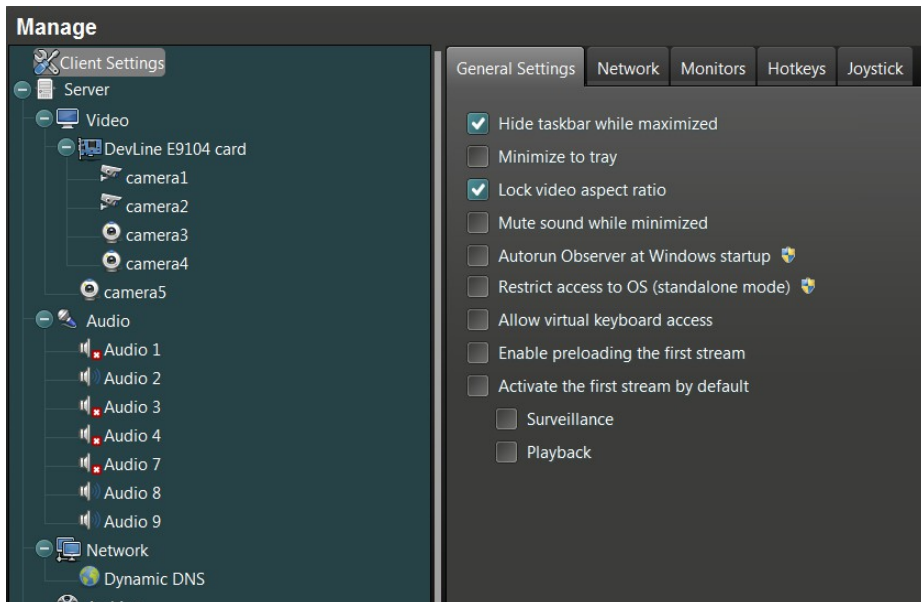 Manage
Client Settings
Server
Video
DevLine E9104 card
camera1
camera2
camera3
camera4
camera5
Audio
Audio 1
Audio 2
Audio 3
Audio 4
Audio 7
Audio 8
Audio 9
Network
Dynamic DNS
General Settings Network Monitors Hotkeys Joystick
Hide taskbar while maximized
Minimize to tray
Lock video aspect ratio
Mute sound while minimized
Autorun Observer at Windows startup
Restrict access to OS (standalone mode)
Allow virtual keyboard access
Enable preloading the first stream
Activate the first stream by default
Surveillance
Playback